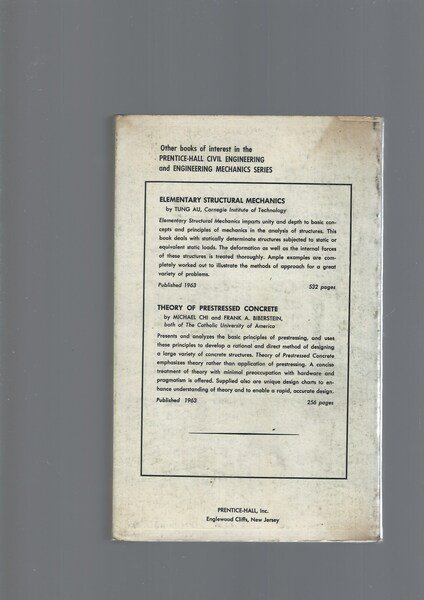 Other books of interest in the
PRENTICE-HALL CIVIL ENGINEERING
and ENGINEERING MECHANICS SERIES
ELEMENTARY STRUCTURAL MECHANICS
by TUNG AU, Carnegie Institute of Technology
Elementary Structural Mechanics imparts unity and depth to basic con-
cepts and principles of mechanics in the analysis of structures. This
book deals with statically determinate structures subjected to static or
equivalent static loads. The deformation as well as the internal forces
of these structures is treated thoroughly. Ample examples are com-
pletely worked out to illustrate the methods of approach for a great
variety of problems.
Published 1963 532 pages
THEORY OF PRESTRESSED CONCRETE
by MICHAEL CHI and FRANK A. BIBERSTEIN,
both of The Catholic University of America
Presents and analyzes the basic principles of prestressing, and uses
these principles to develop a rational and direct method of designing
a large variety of concrete structures. Theory of Prestressed Concrete
emphasizes theory rather than application of prestressing. A concise
treatment of theory with minimal preoccupation with hardware and
pragmatism is offered. Supplied also are unique design charts to en-
hance understanding of theory and to enable a rapid, accurate design.
Published 1963 256 pages
PRENTICE-HALL, Inc.
Englewood Cliffs, New Jersey